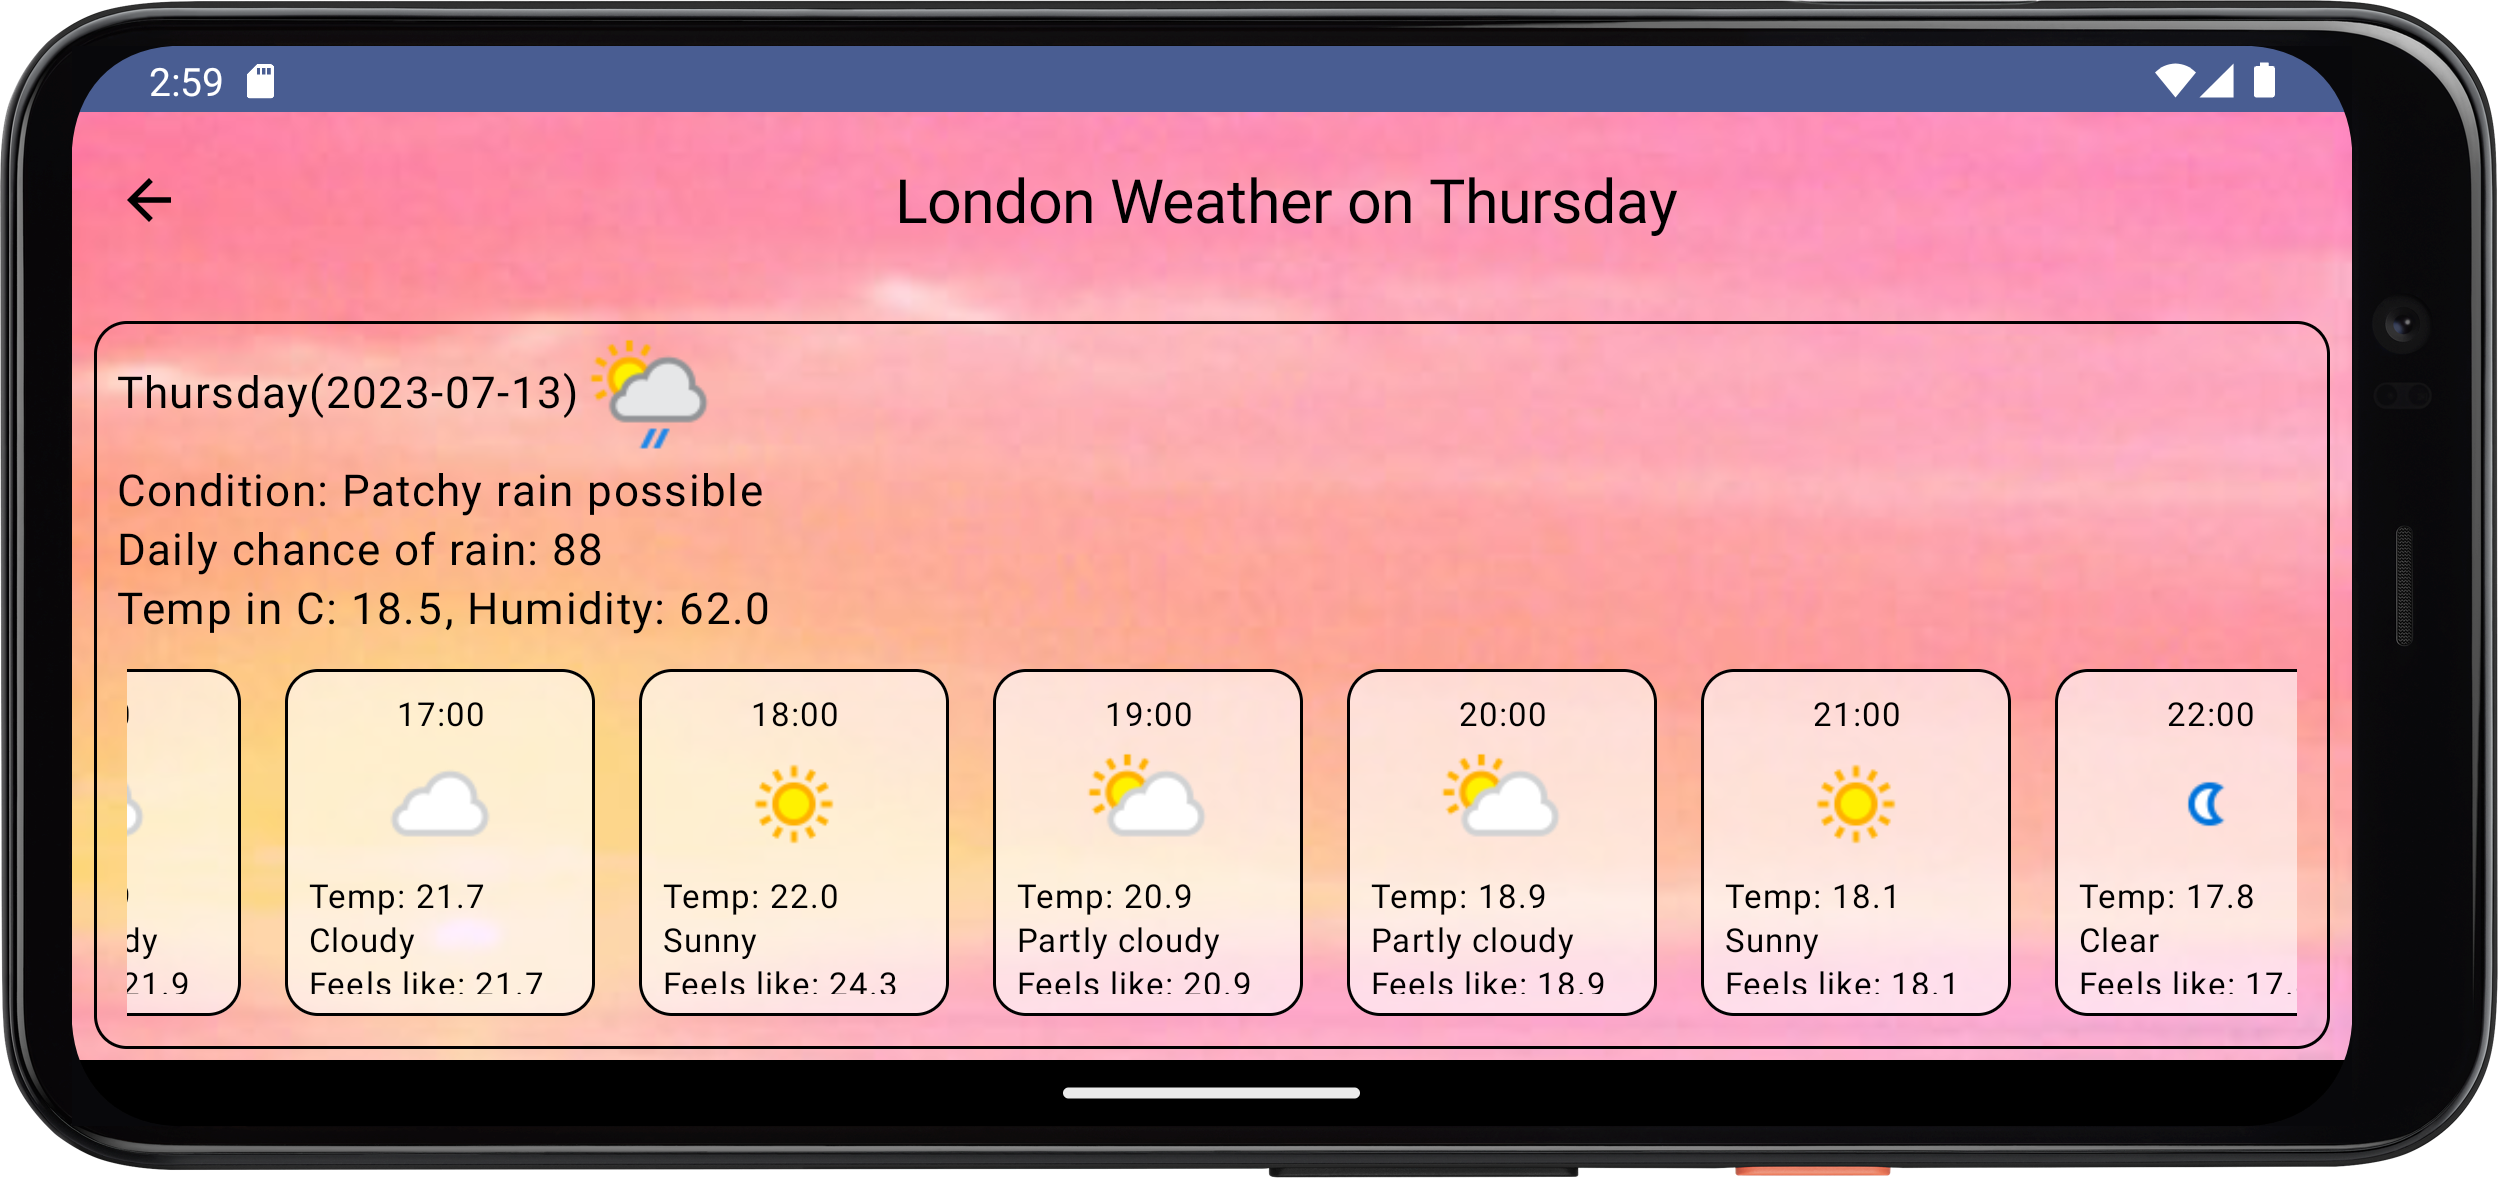 2:59
London Weather on Thursday
Thursday(2023-07-13)
Condition: Patchy rain possible
Daily chance of rain: 88
Temp in C: 18.5, Humidity: 62.0
17:00
18:00
19:00
20:00
21:00
22:00
Temp: 21.7
Temp: 22.0
Temp: 20.9
Temp: 18.9
Temp: 18.1
Temp: 17.8
dy
Cloudy
Sunny
Partly cloudy
Partly cloudy
Sunny
Clear
21.9
Feels like: 21.7
Feels like: 24.3
Feels like: 20.9
Feels like: 18.9
Feels like: 18.1
Feels like: 17.